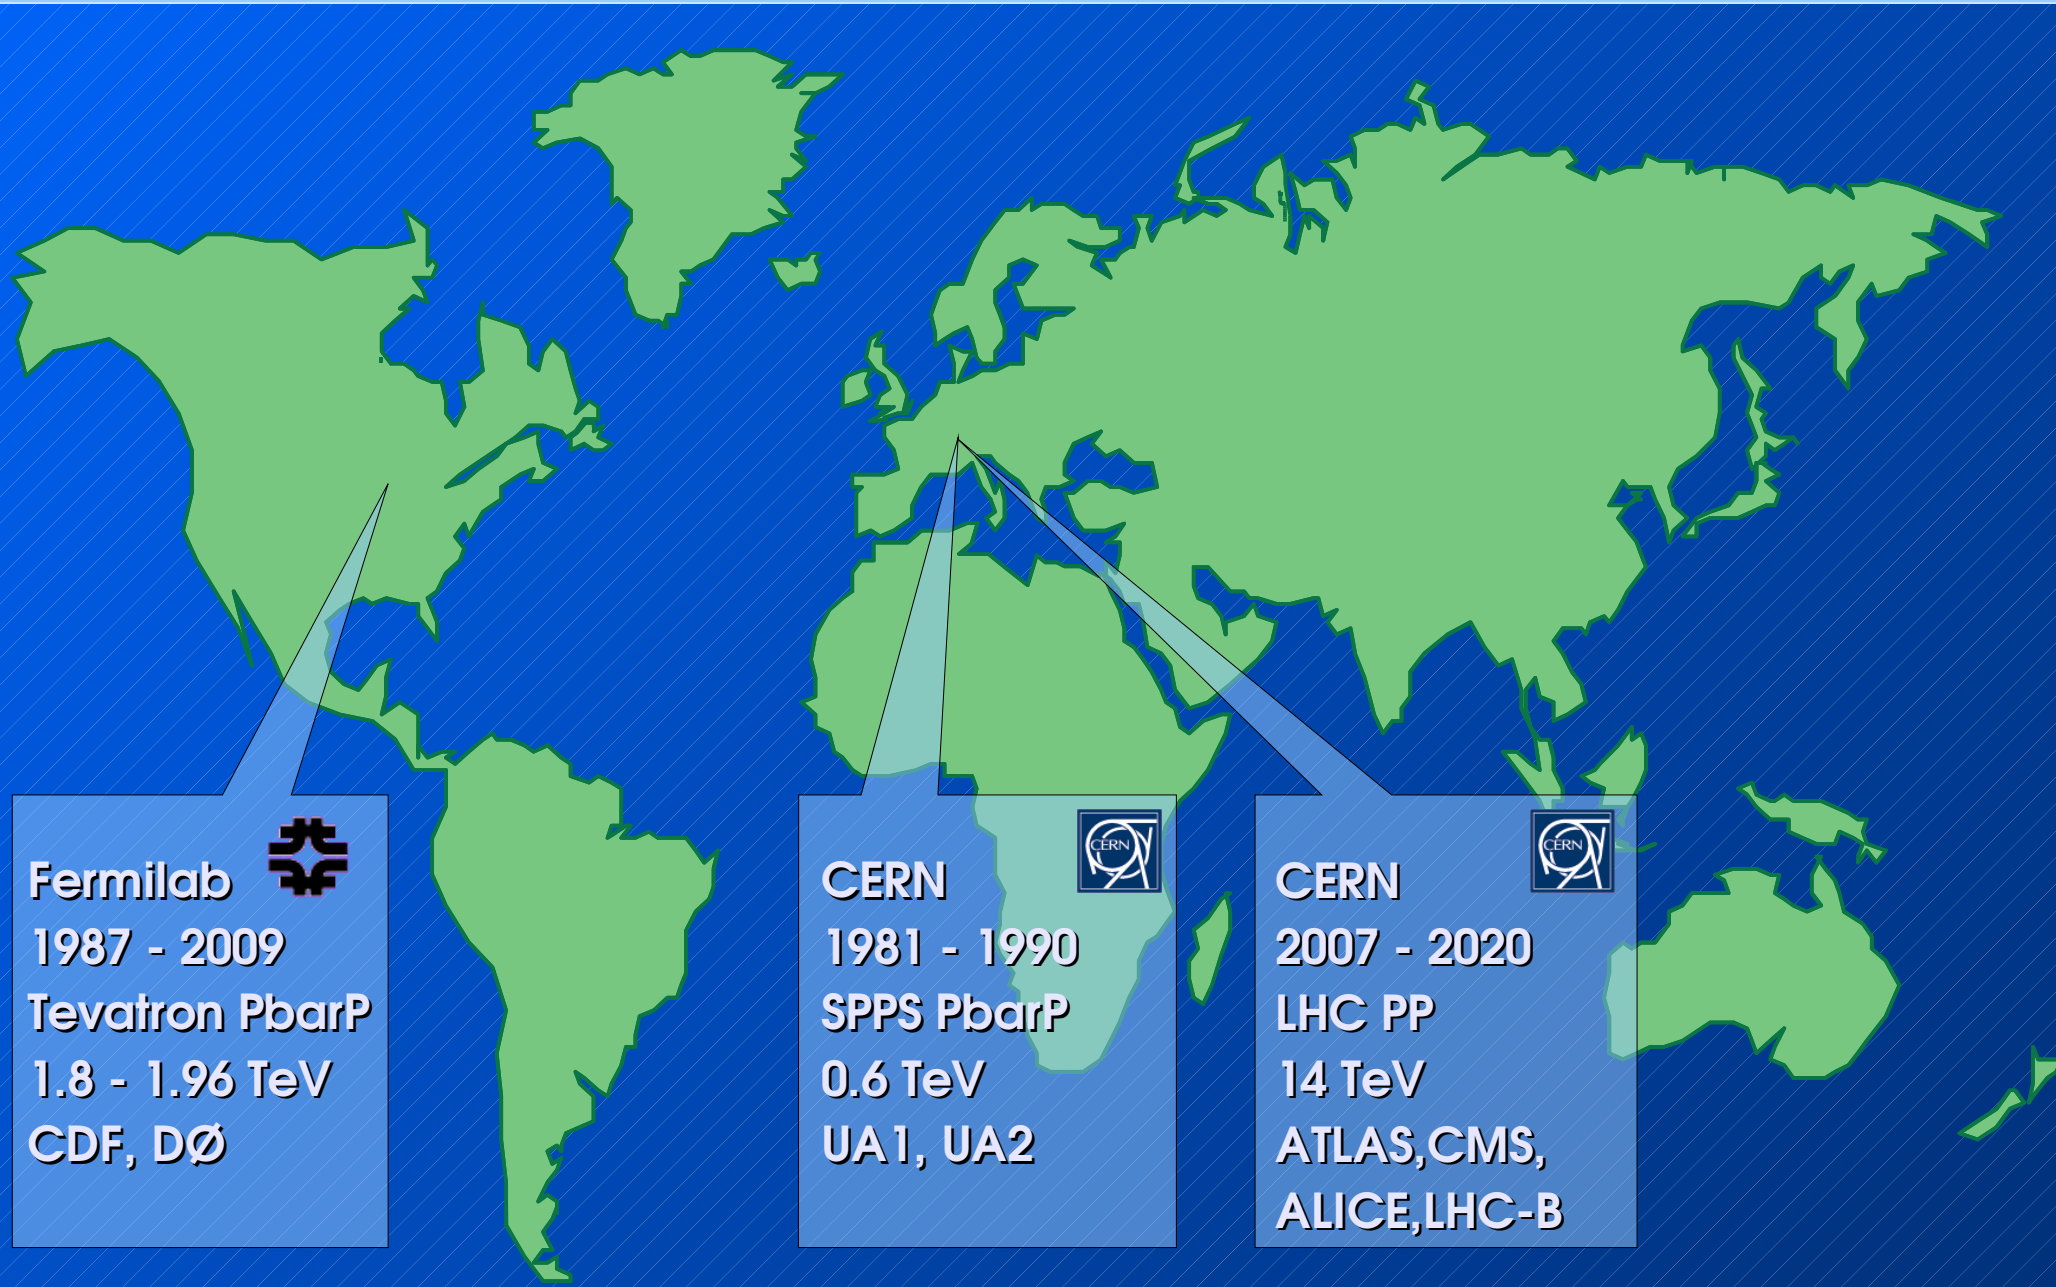 Fermilab
1987 - 2009
Tevatron PbarP
1.8 - 1.96 TeV
CDF, DØ
CERN
CERN
1981 - 1990
SPPS PbarP
0.6 TeV
UA1, UA2
CERN
CERN
2007 - 2020
LHC PP
14 TeV
ATLAS,CMS,
ALICE,LHC-B